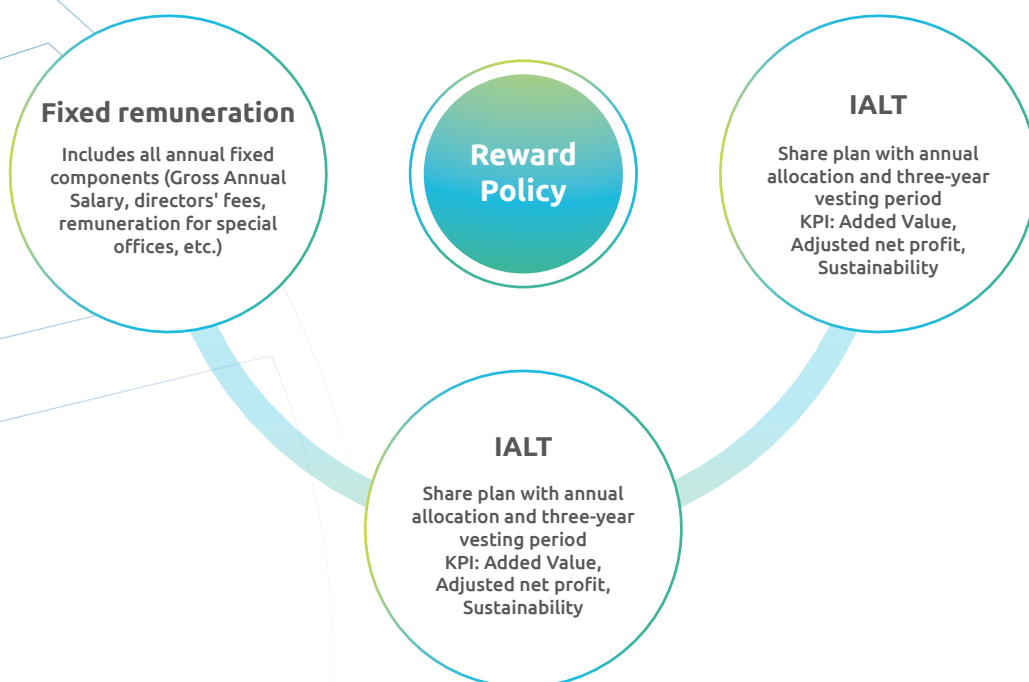 Fixed remuneration
Includes all annual fixed
components (Gross Annual
Salary, directors' fees,
remuneration for special
offices, etc.)
Reward
Policy
IALT
Share plan with annual
allocation and three-year
vesting period
KPI: Added Value,
Adjusted net profit,
Sustainability
IALT
Share plan with annual
allocation and three-year
vesting period
KPI: Added Value,
Adjusted net profit,
Sustainability